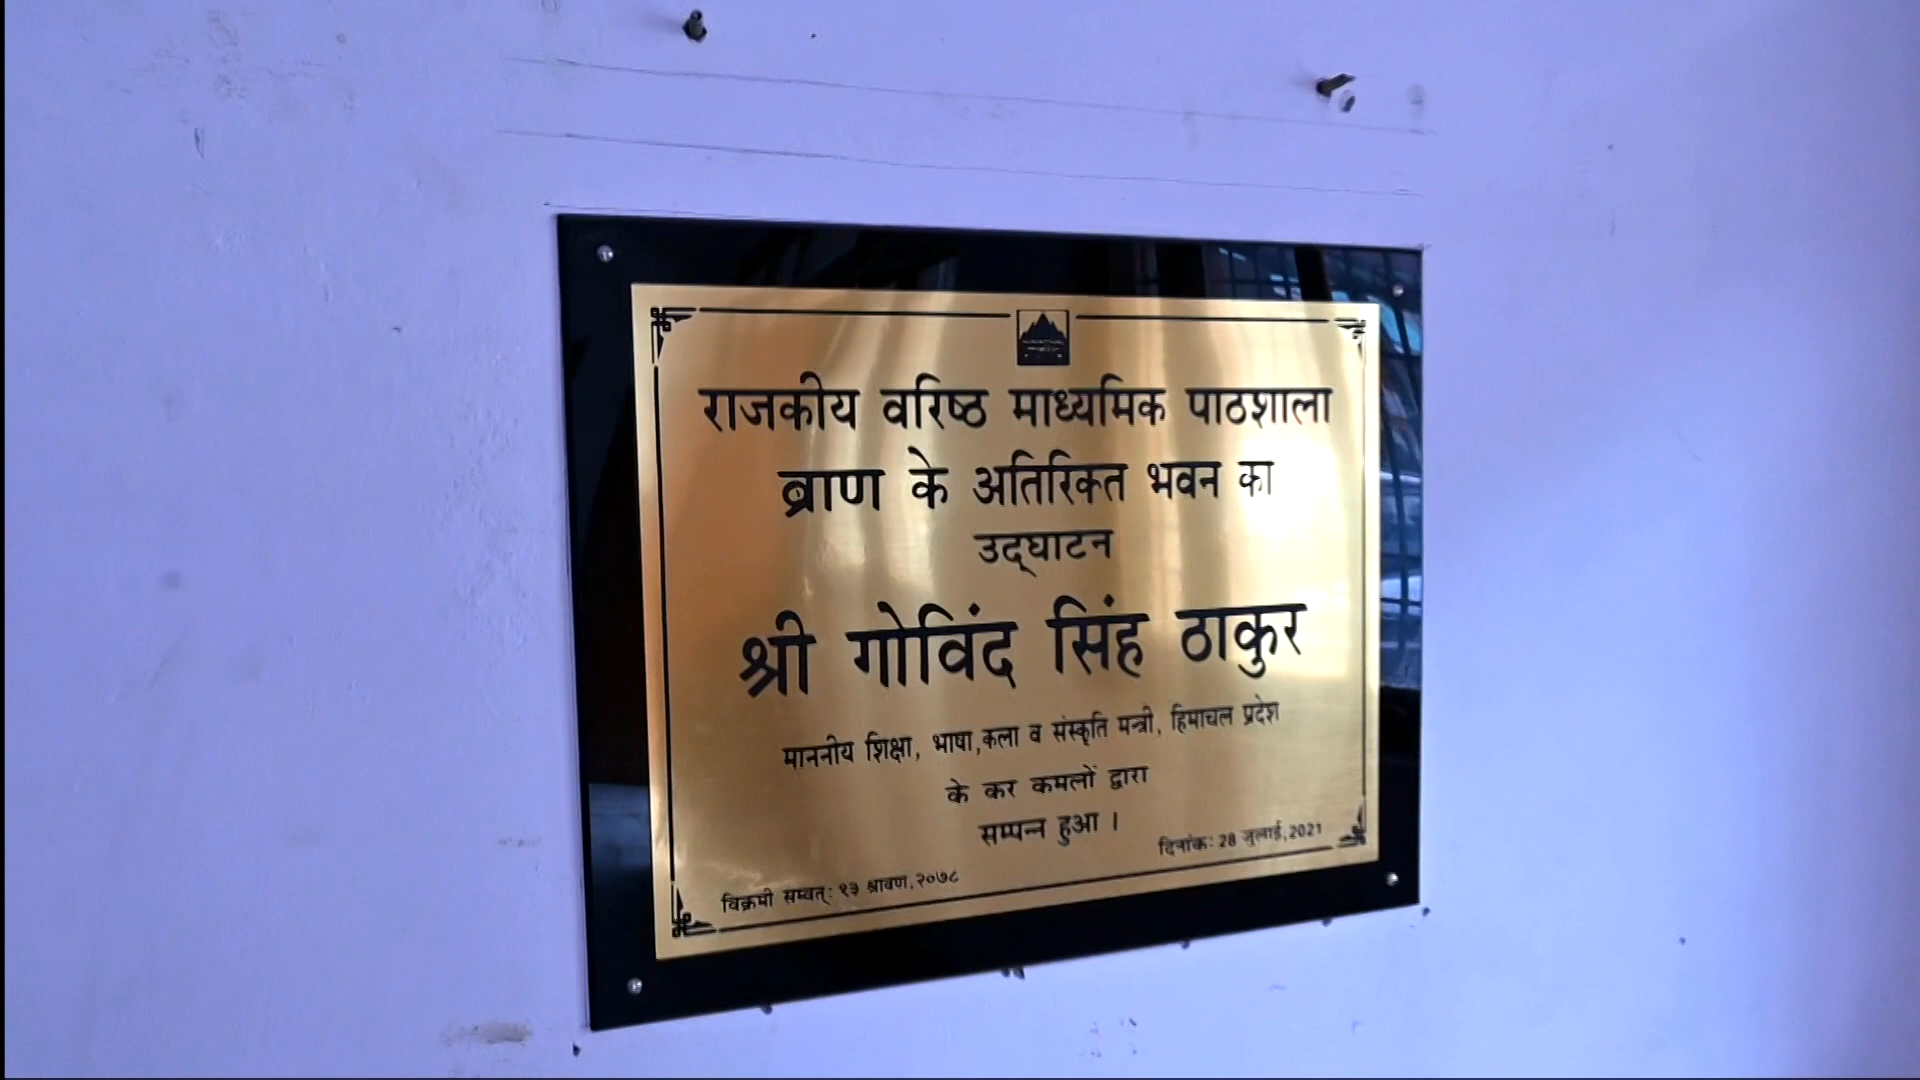 राजकीय वरिष्ठ माध्यमिक पाठशाला
ब्राण के अतिरिक्त भवन का
उद्‌घाटन
श्री गोविंद सिंह ठाकुर
माननीय शिक्षा, भाषा,कला व संस्कृति मन्त्री, हिमाचल प्रदेश
के कर कमलों द्वारा
सम्पन्न हुआ ।
दिनांक: 28 जुलाई,2021
विक्रमी सम्वत्: १३ श्रावण,२०७८